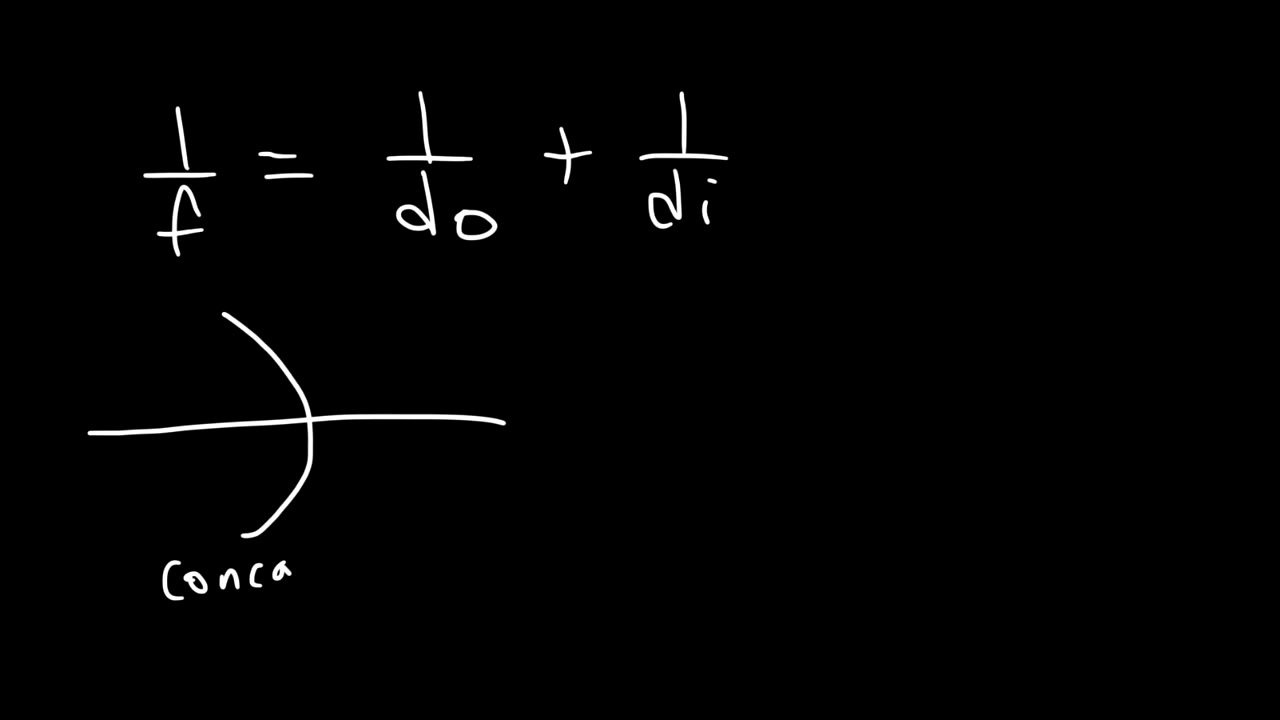 1/f = 1/do + 1/di
Conca